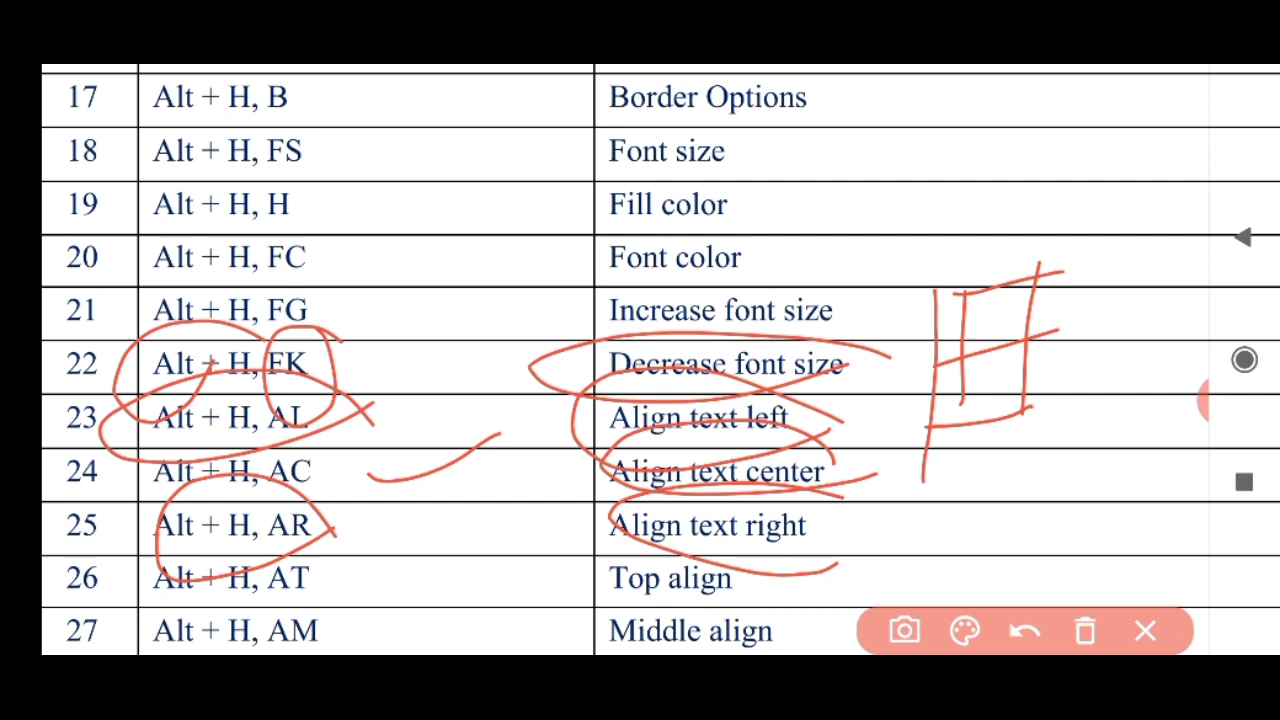 17 Alt + H, B Border Options
18 Alt + H, FS Font size
19 Alt + H, H Fill color
20 Alt + H, FC Font color
21 Alt + H, FG Increase font size
22 Alt + H, FK Decrease font size
23 Alt + H, AL Align text left
24 Alt + H, AC Align text center
25 Alt + H, AR Align text right
26 Alt + H, AT Top align
27 Alt + H, AM Middle align